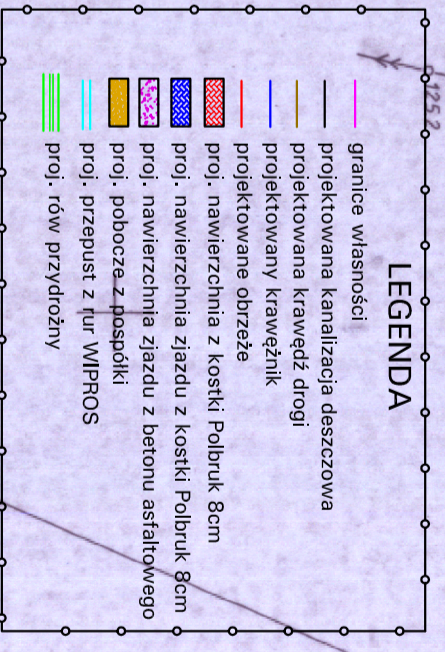 LEGENDA
granice własności
projektowana kanalizacja deszczowa
projektowana krawędź drogi
projektowany krawężnik
projektowane obrzeże
proj. nawierzchnia z kostki Polbruk 8cm
proj. nawierzchnia zjazdu z kostki Polbruk 8cm
proj. nawierzchnia zjazdu z betonu asfaltowego
proj. pobocze z pospółki
proj. przepust z rur WIPROS
proj. rów przydrożny